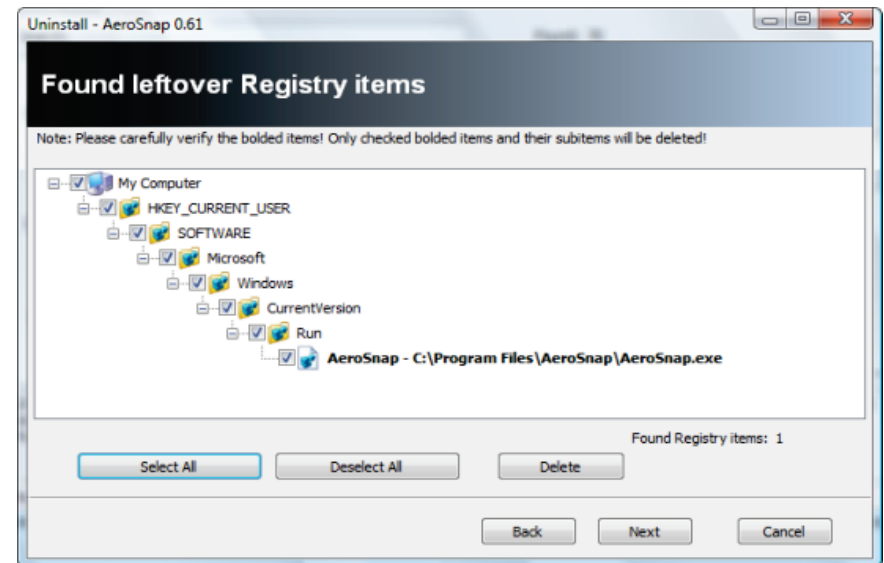 Uninstall - AeroSnap 0.61
Found leftover Registry items
Note: Please carefully verify the bolded items! Only checked bolded items and their subitems will be deleted!
My Computer
HKEY_CURRENT_USER
SOFTWARE
Microsoft
Windows
CurrentVersion
Run
AeroSnap - C:\Program Files\AeroSnap\AeroSnap.exe
Found Registry items: 1
Select All Deselect All Delete
Back Next Cancel